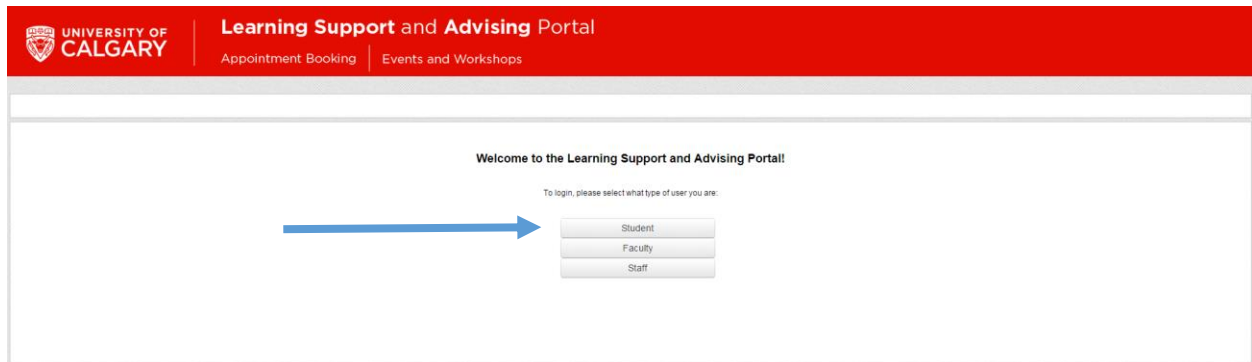 UNIVERSITY OF
CALGARY
Learning Support and Advising Portal
Appointment Booking
Events and Workshops
Welcome to the Learning Support and Advising Portal!
To login, please select what type of user you are:
Student
Faculty
Staff